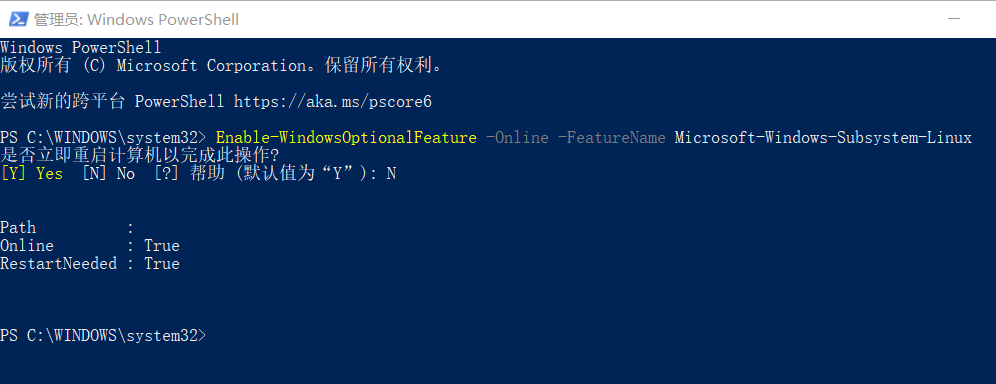 管理员: Windows PowerShell
Windows PowerShell
版权所有 (C) Microsoft Corporation。保留所有权利。
尝试新的跨平台 PowerShell https://aka.ms/pscore6
PS C:\WINDOWS\system32> Enable-WindowsOptionalFeature -Online -FeatureName Microsoft-Windows-Subsystem-Linux
是否立即重启计算机以完成此操作?
[Y] Yes  [N] No  [?] 帮助 (默认值为“Y”): N
Path          :
Online        : True
RestartNeeded : True
PS C:\WINDOWS\system32>